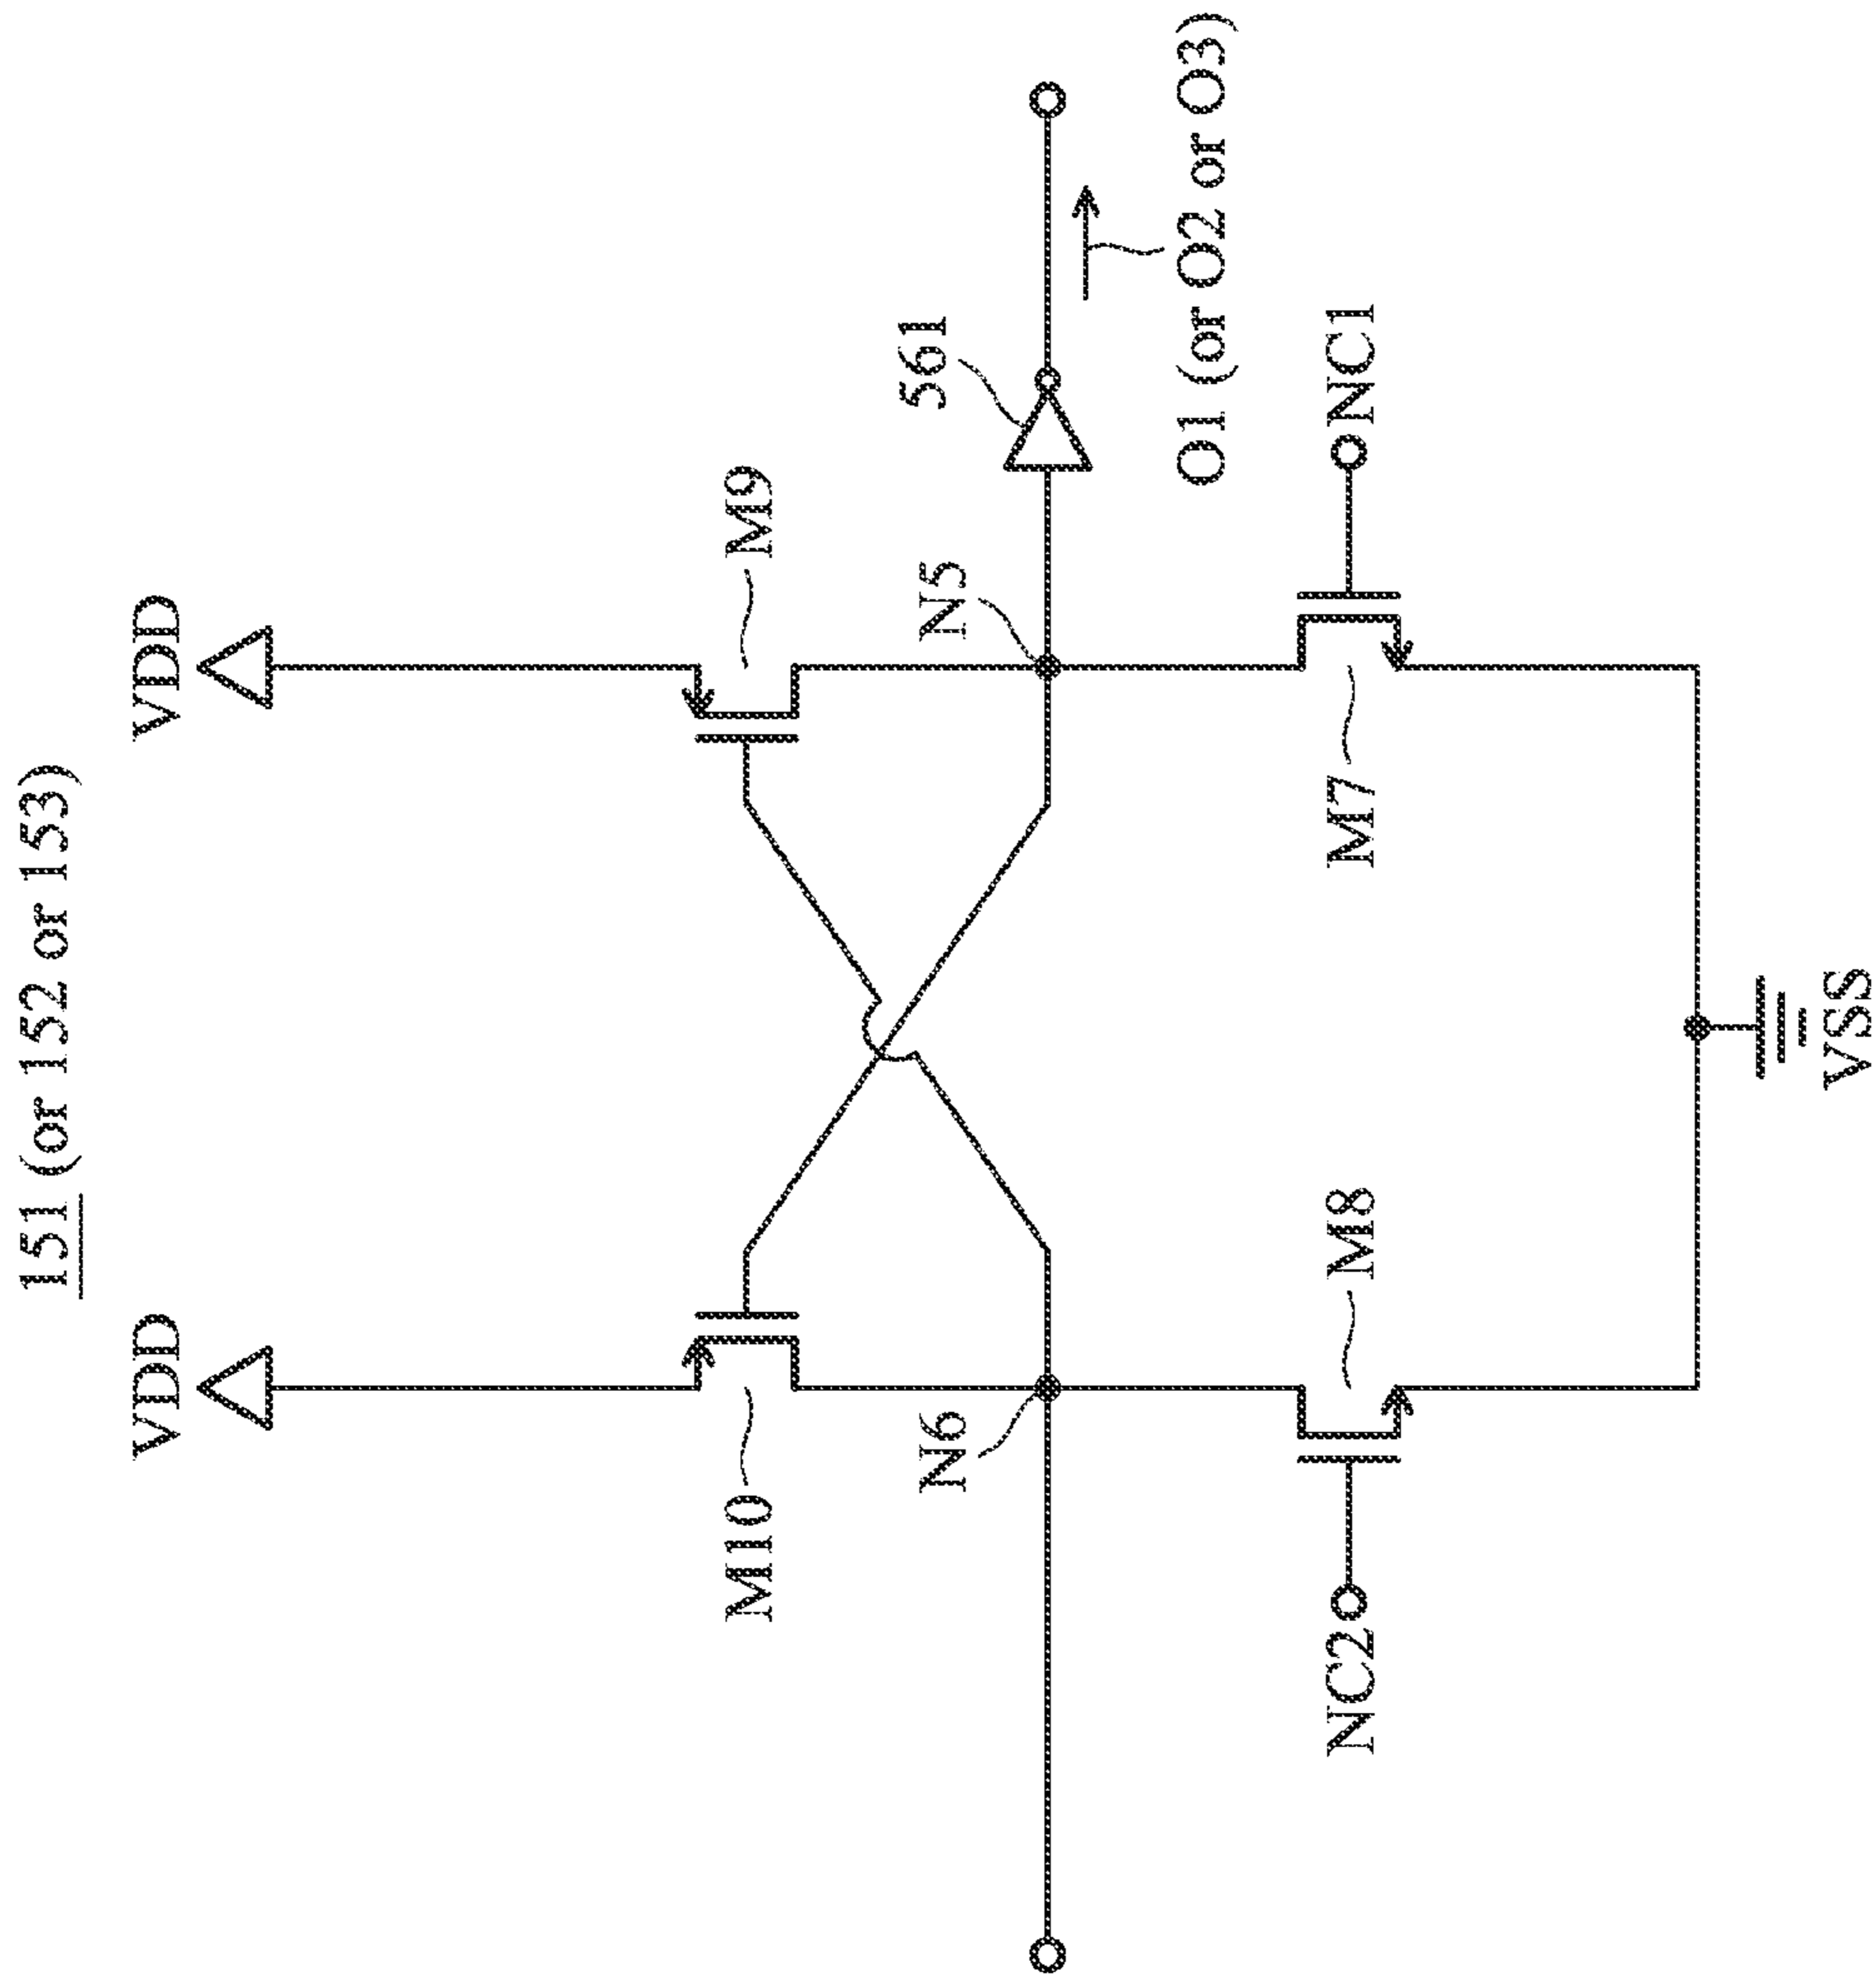 151 (or 152 or 153)
VDD
VDD
M10
M9
N6
N5
561
O1 (or O2 or O3)
NC2
M8
M7
NC1
VSS